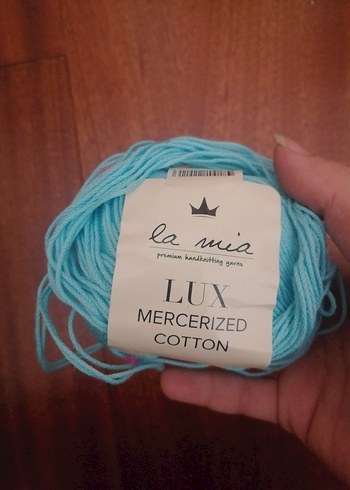 la mia
premium handknitting yarns
LUX
MERCERIZED
COTTON